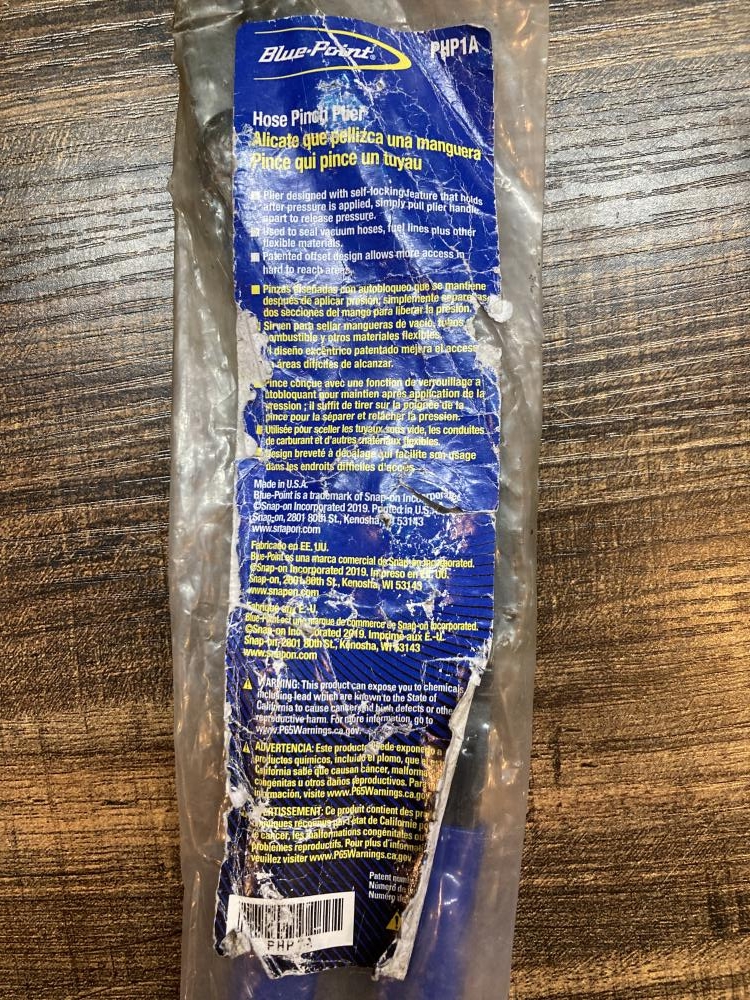 Blue-Point®
PHP1A
Hose Pinch Plier
Alicate que pellizca una manguera
Pince qui pince un tuyau
Plier designed with self-locking feature that holds
after pressure is applied, simply pull plier handle
apart to release pressure.
Used to seal vacuum hoses, fuel lines plus other
flexible materials.
Patented offset design allows more access in
hard to reach
Pinzas diseñadas con autobloqueo que se mantiene
después de aplicar presión, simplemente separe las
dos secciones del mango para liberar la presión.
Sirven para sellar mangueras de vacío, tubos
combustible y otros materiales flexibles.
diseño excéntrico patentado mejora el acceso
áreas difíciles de alcanzar.
Pince conçue avec une fonction de verrouillage a
utobloquant pour maintien après application de la
pression ; il suffit de tirer sur la poignée de la
pince pour la séparer et relâcher la pression.
Utilisée pour sceller les tuyaux sous vide, les conduites
de carburant et d'autres matériaux flexibles.
Design breveté à décalage qui facilite son usage
dans les endroits difficiles d'accès
Made in U.S.A.
Blue-Point is a trademark of Snap-on Incorporated
©Snap-on Incorporated 2019. Printed in U.S.
Snap-on, 2801 80th St., Kenosha, WI 53143
www.snapon.com
Fabricado en EE. UU.
Blue-Point es una marca comercial de Snap-on Incorporated.
©Snap-on Incorporated 2019. Impreso en EE. UU.
Snap-on, 2801 80th St., Kenosha, WI 53143
www.snapon.com
Fabriqué aux É.-U.
Blue-Point est une marque de commerce de Snap-on Incorporated.
©Snap-on Incorporated 2019. Imprimé aux É.-U.
Snap-on, 2801 80th St., Kenosha, WI 53143
www.snapon.com
WARNING: This product can expose you to chemicals
including lead which are known to the State of
California to cause cancer and birth defects or other
reproductive harm. For more information, go to
www.P65Warnings.ca.gov.
ADVERTENCIA: Este producto puede exponerlo a
productos químicos, incluido el plomo, que e
California sabe que causan cáncer, malforma
congénitas u otros daños reproductivos. Para
información, visite www.P65Warnings.ca.gov
AVERTISSEMENT: Ce produit contient des pro
chimiques reconnus par l'état de Californie po
le cancer, les malformations congénitales ou
problèmes reproductifs. Pour plus d'informa
veuillez visiter www.P65Warnings.ca.gov
Patent num
Número de
Numéro de
PHP1A